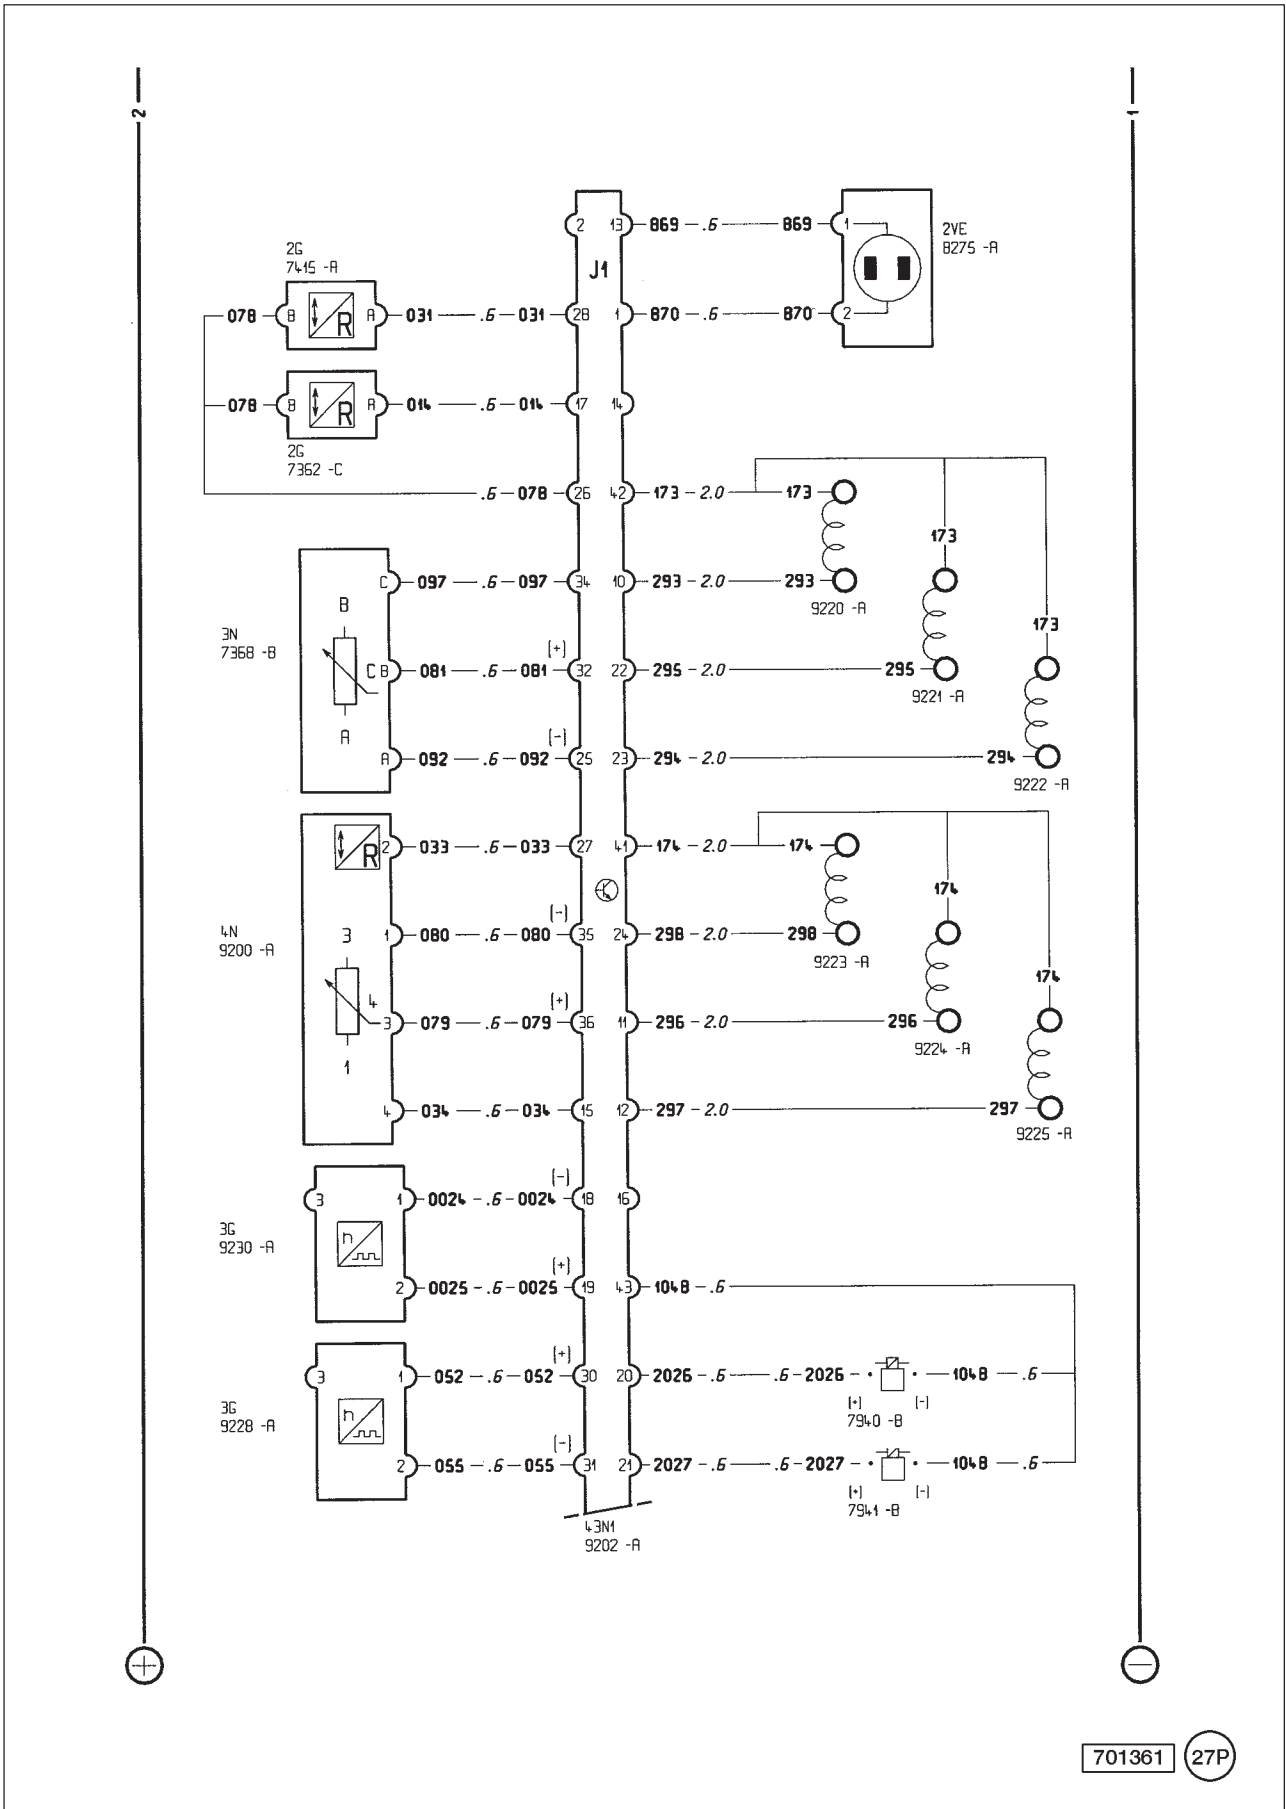 2
1
2 13 869 .6 869 1
J1
2VE
8275 -A
2G
7415 -A
078 B R A 031 .6 031 28 1 870 .6 870 2
078 B R A 014 .6 014 17 14
2G
7362 -C
.6 078 26 42 173 2.0 173
173
C 097 .6 097 34 10 293 2.0 293
9220 -A
B
173
3N
7368 -B
(+)
C B 081 .6 081 32 22 295 2.0 295
9221 -A
A
(-)
A 092 .6 092 25 23 294 2.0 294
9222 -A
R 2 033 .6 033 27 41 174 2.0 174
174
(-)
4N
9200 -A
3 1 080 .6 080 35 24 298 2.0 298
9223 -A
174
(+)
4 3 079 .6 079 36 11 296 2.0 296
9224 -A
1
4 034 .6 034 15 12 297 2.0 297
9225 -A
(-)
3 1 0024 .6 0024 18 16
3G
9230 -A
n
(+)
2 0025 .6 0025 19 43 1048 .6
(+)
3 1 052 .6 052 30 20 2026 .6 .6 2026 1048 .6
(+) (-)
7940 -B
3G
9228 -A
n
(-)
2 055 .6 055 31 21 2027 .6 .6 2027 1048 .6
(+) (-)
7941 -B
43N1
9202 -A
+
−
701361 27P